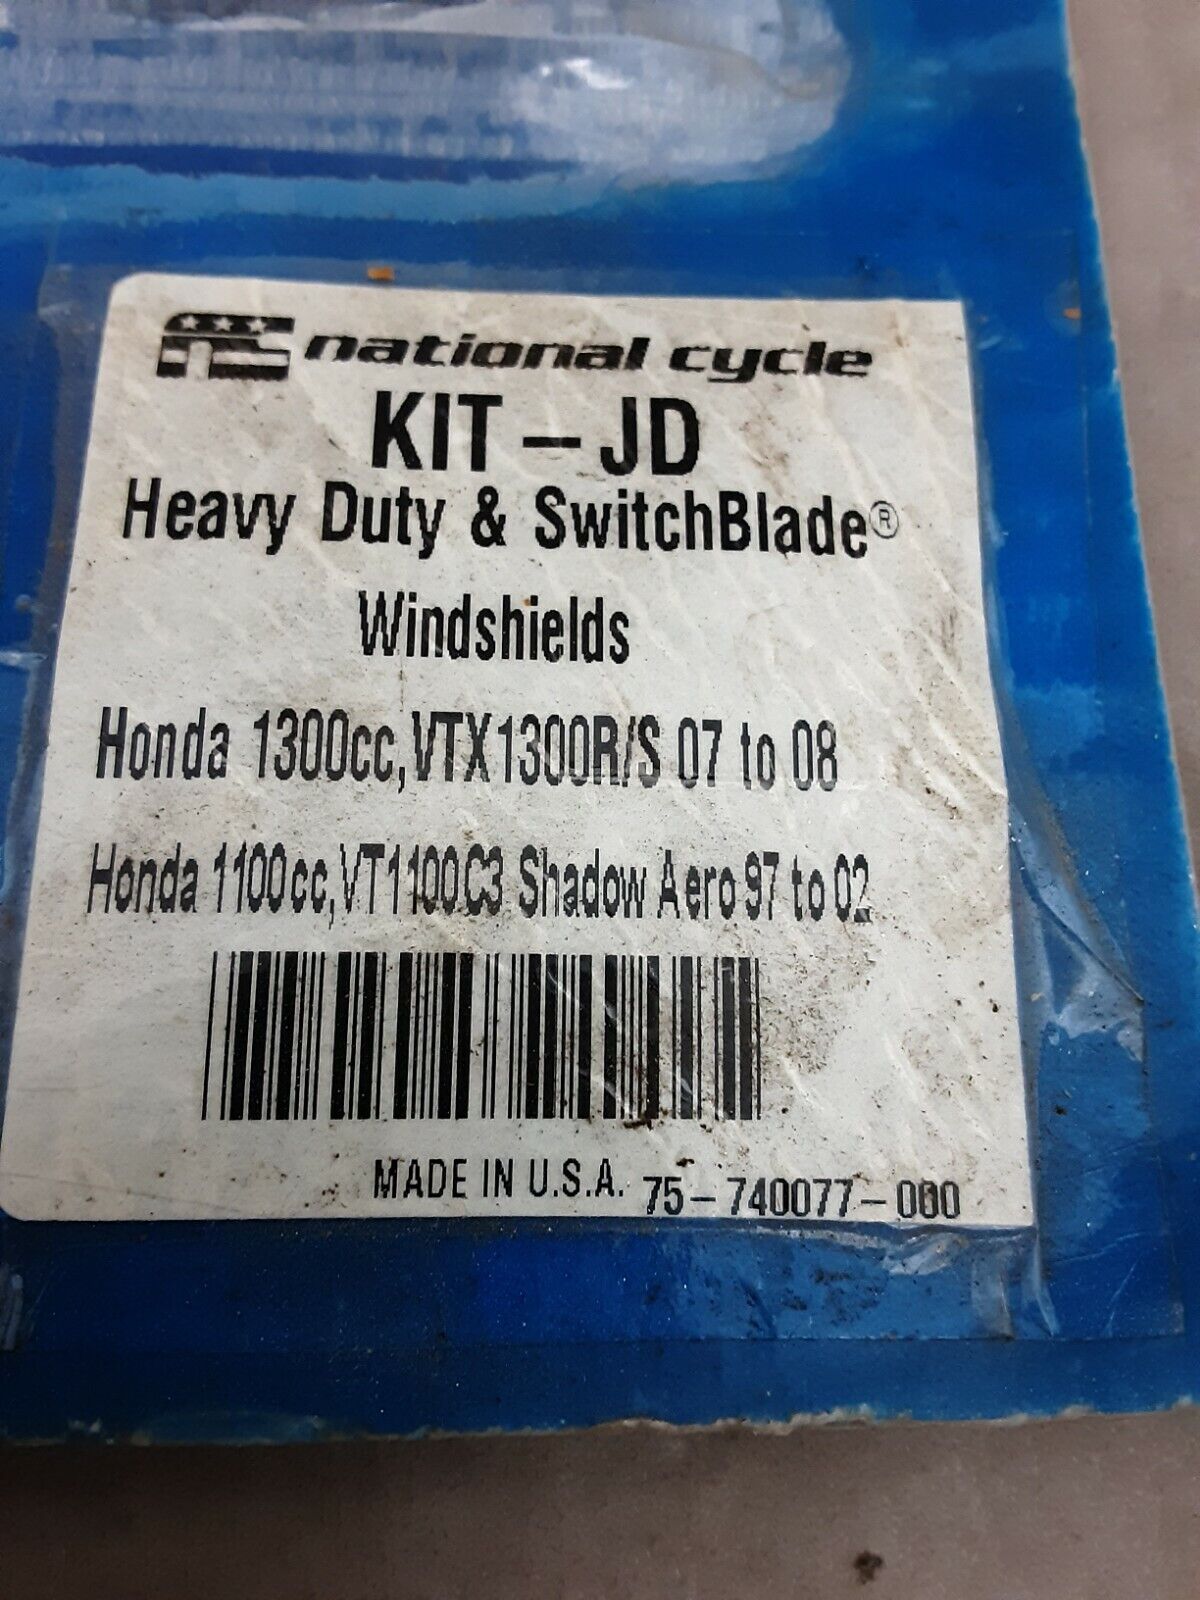 national cycle
KIT – JD
Heavy Duty & SwitchBlade®
Windshields
Honda 1300cc,VTX1300R/S 07 to 08
Honda 1100cc,VT1100C3 Shadow Aero 97 to 02
MADE IN U.S.A. 75-740077-000